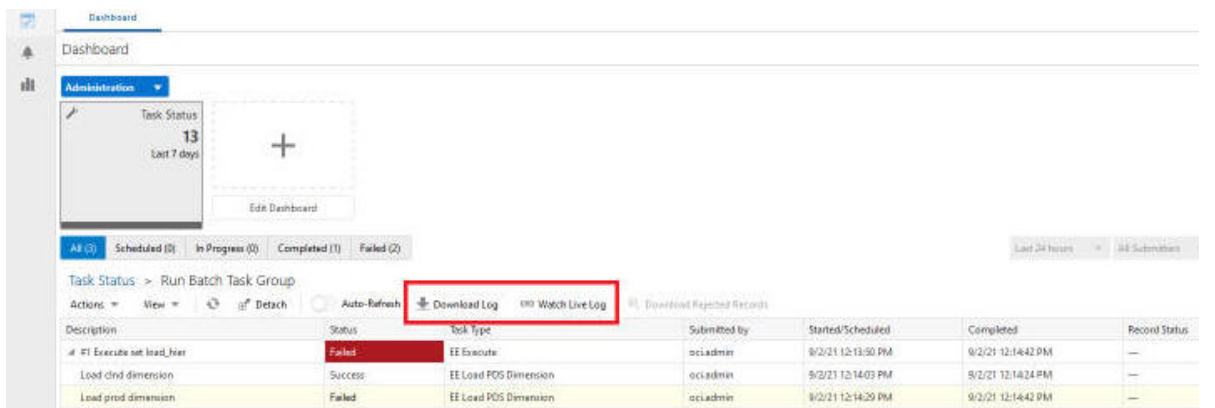 Dashboard
Dashboard
Administration
Task Status
13
Last 7 days
Edit Dashboard
All (3) Scheduled (0) In Progress (0) Completed (1) Failed (2) Last 24 hours All Submitters
Task Status > Run Batch Task Group
Actions View Detach Auto-Refresh Download Log Watch Live Log Download Rejected Records
Description Status Task Type Submitted by Started/Scheduled Completed Record Status
#1 Execute set load_hier Failed EE Execute oci.admin 9/2/21 12:13:50 PM 9/2/21 12:14:42 PM —
Load clnd dimension Success EE Load PDS Dimension oci.admin 9/2/21 12:14:03 PM 9/2/21 12:14:24 PM —
Load prod dimension Failed EE Load PDS Dimension oci.admin 9/2/21 12:14:29 PM 9/2/21 12:14:42 PM —